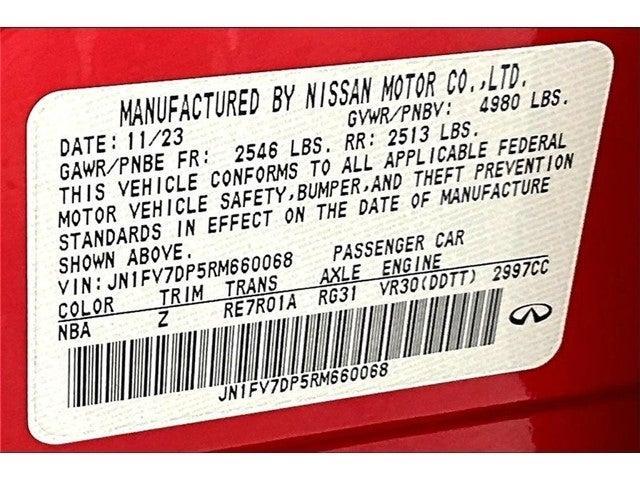 MANUFACTURED BY NISSAN MOTOR CO.,LTD.
DATE: 11/23 GVWR/PNBV: 4980 LBS.
GAWR/PNBE FR: 2546 LBS. RR: 2513 LBS.
THIS VEHICLE CONFORMS TO ALL APPLICABLE FEDERAL
MOTOR VEHICLE SAFETY,BUMPER,AND THEFT PREVENTION
STANDARDS IN EFFECT ON THE DATE OF MANUFACTURE
SHOWN ABOVE.
VIN: JN1FV7DP5RM660068 PASSENGER CAR
COLOR TRIM TRANS AXLE ENGINE
NBA Z RE7R01A RG31 VR30(DDTT) 2997CC
JN1FV7DP5RM660068